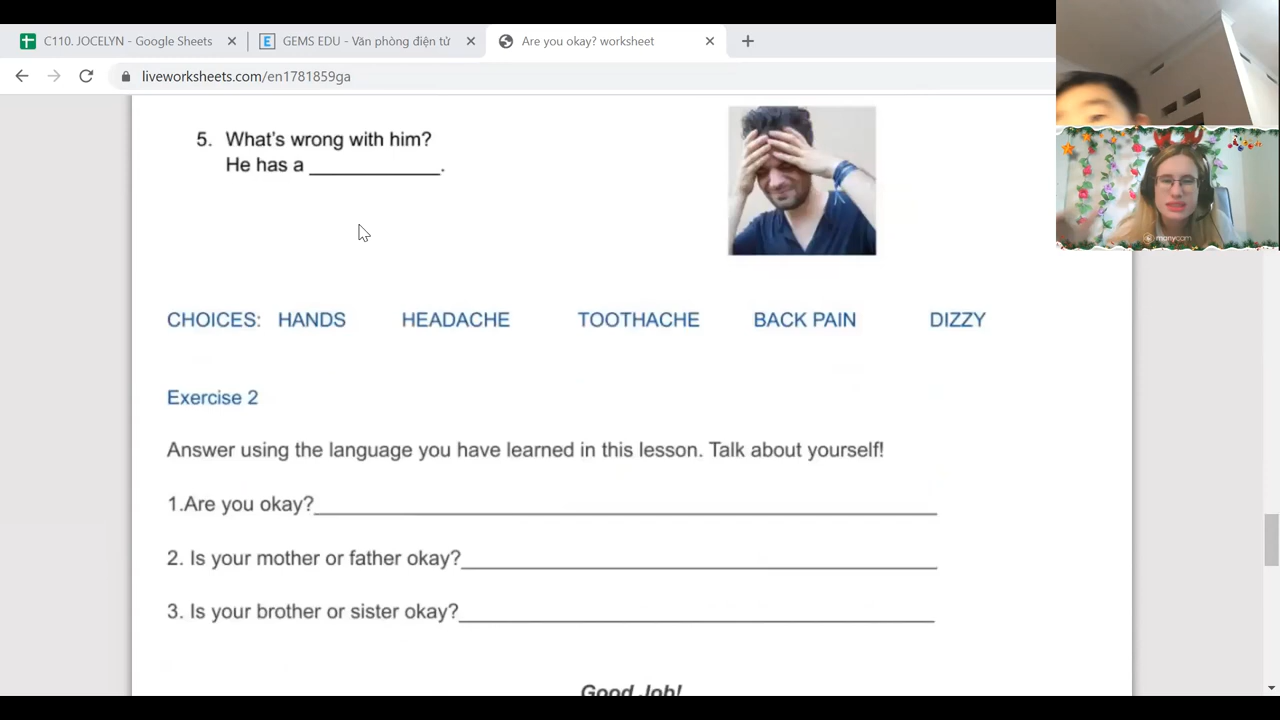 C110. JOCELYN - Google Sheets
GEMS EDU - Văn phòng điện tử
Are you okay? worksheet
liveworksheets.com/en1781859ga
5. What's wrong with him?
He has a ____________.
CHOICES: HANDS HEADACHE TOOTHACHE BACK PAIN DIZZY
Exercise 2
Answer using the language you have learned in this lesson. Talk about yourself!
1.Are you okay?
2. Is your mother or father okay?
3. Is your brother or sister okay?
Good Job!
manycam